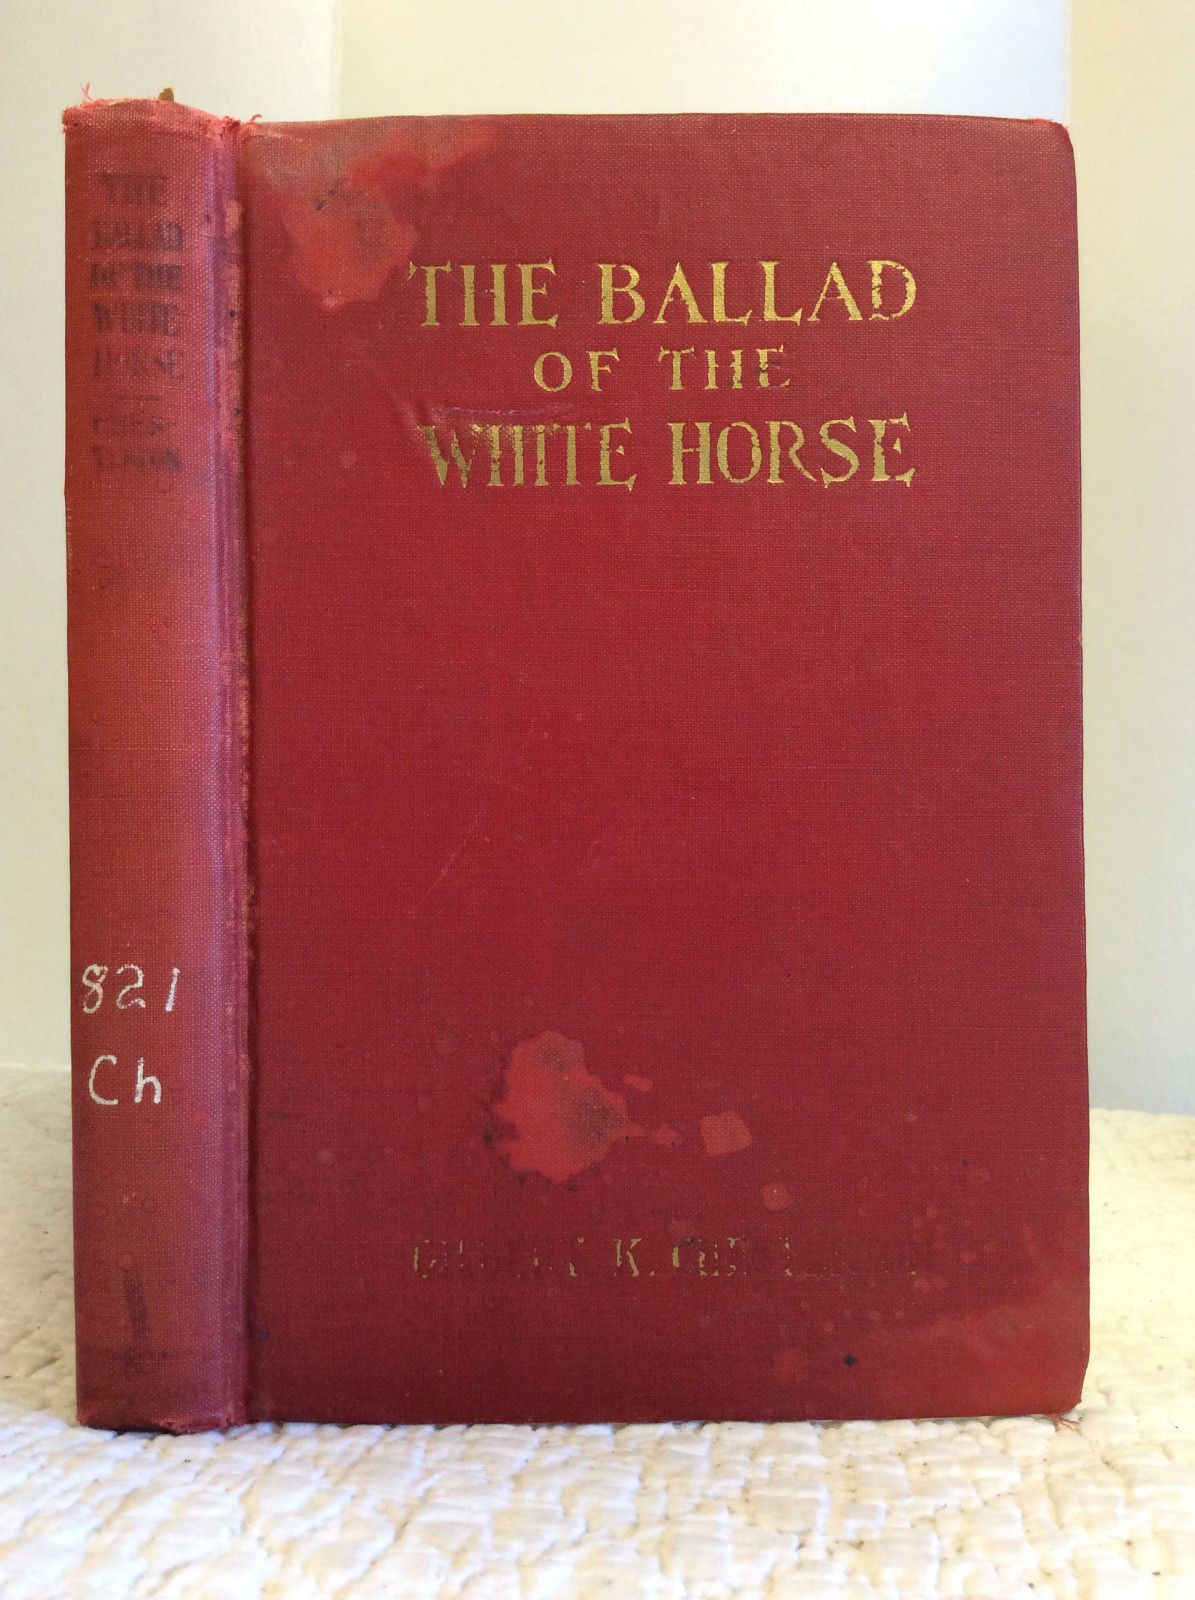 THE BALLAD
OF THE
WHITE HORSE
K.
THE
BALLAD
OF THE
WHITE
HORSE
821
Ch